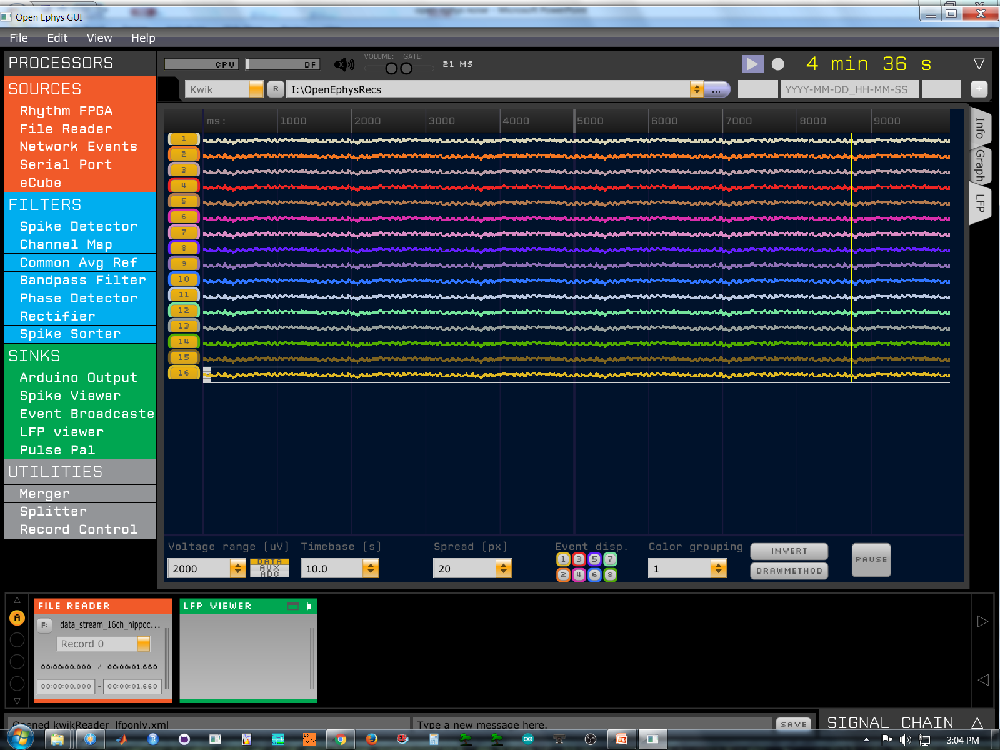 Open Ephys GUI
File Edit View Help
PROCESSORS
SOURCES
Rhythm FPGA
File Reader
Network Events
Serial Port
eCube
FILTERS
Spike Detector
Channel Map
Common Avg Ref
Bandpass Filter
Phase Detector
Rectifier
Spike Sorter
SINKS
Arduino Output
Spike Viewer
Event Broadcaste
LFP viewer
Pulse Pal
UTILITIES
Merger
Splitter
Record Control
CPU DF VOLUME: GATE: 21 MS 4 min 36 s
Kwik R I:\OpenEphysRecs ... YYYY-MM-DD_HH-MM-SS +
ms: 1000 2000 3000 4000 5000 6000 7000 8000 9000
Info
Graph
LFP
1
2
3
4
5
6
7
8
9
10
11
12
13
14
15
16
Voltage range (uV) Timebase (s) Spread (px) Event disp. Color grouping
2000 DATA AUX ADC 10.0 20 1 3 5 7 2 4 6 8 1
INVERT
DRAWMETHOD
PAUSE
FILE READER
A
F: data_stream_16ch_hippoc...
Record 0
00:00:00.000 / 00:00:01.660
00:00:00.000 - 00:00:01.660
LFP VIEWER
Opened kwikReader_lfponly.xml
Type a new message here.
SAVE
SIGNAL CHAIN
3:04 PM